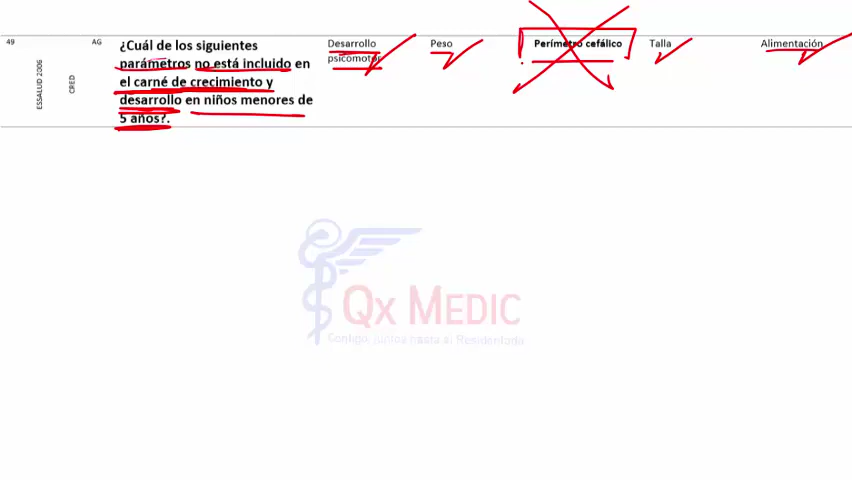 49
ESSALUD 2006
CRED
AG
¿Cuál de los siguientes
parámetros no está incluido en
el carné de crecimiento y
desarrollo en niños menores de
5 años?.
Desarrollo
psicomotor
Peso
Perímetro cefálico
Talla
Alimentación
QX MEDIC
Contigo, juntos hasta el Residentado